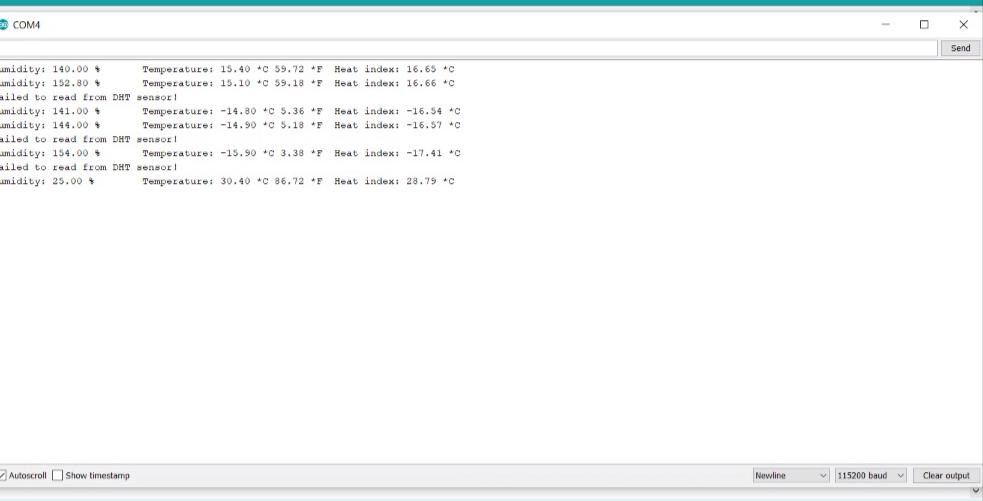 COM4
Send
umidity: 140.00 % Temperature: 15.40 *C 59.72 *F Heat index: 16.65 *C
umidity: 152.80 % Temperature: 15.10 *C 59.18 *F Heat index: 16.66 *C
ailed to read from DHT sensor!
umidity: 141.00 % Temperature: -14.80 *C 5.36 *F Heat index: -16.54 *C
umidity: 144.00 % Temperature: -14.90 *C 5.18 *F Heat index: -16.57 *C
ailed to read from DHT sensor!
umidity: 154.00 % Temperature: -15.90 *C 3.38 *F Heat index: -17.41 *C
ailed to read from DHT sensor!
umidity: 25.00 % Temperature: 30.40 *C 86.72 *F Heat index: 28.79 *C
Autoscroll Show timestamp Newline 115200 baud Clear output